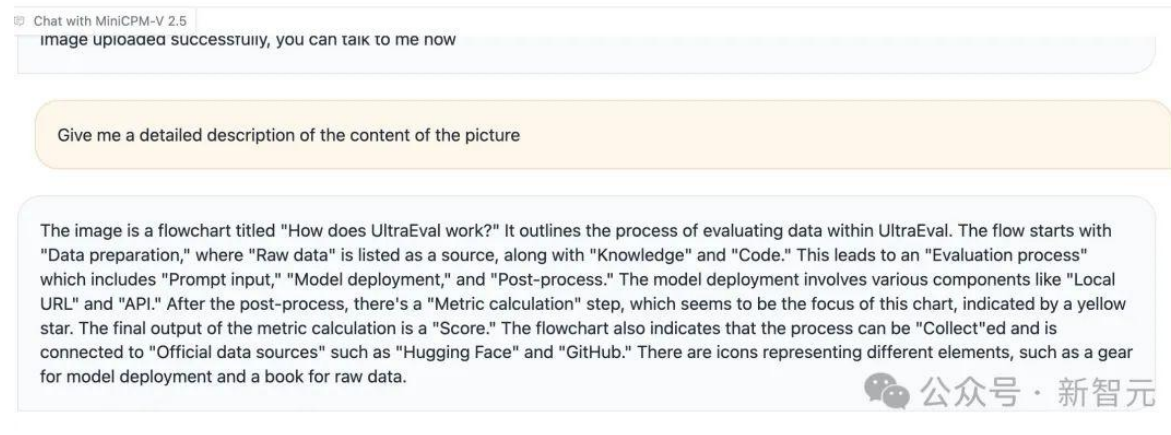 Chat with MiniCPM-V 2.5
image uploaded successfully, you can talk to me now
Give me a detailed description of the content of the picture
The image is a flowchart titled "How does UltraEval work?" It outlines the process of evaluating data within UltraEval. The flow starts with
"Data preparation," where "Raw data" is listed as a source, along with "Knowledge" and "Code." This leads to an "Evaluation process"
which includes "Prompt input," "Model deployment," and "Post-process." The model deployment involves various components like "Local
URL" and "API." After the post-process, there's a "Metric calculation" step, which seems to be the focus of this chart, indicated by a yellow
star. The final output of the metric calculation is a "Score." The flowchart also indicates that the process can be "Collect"ed and is
connected to "Official data sources" such as "Hugging Face" and "GitHub." There are icons representing different elements, such as a gear
for model deployment and a book for raw data.
公众号 · 新智元